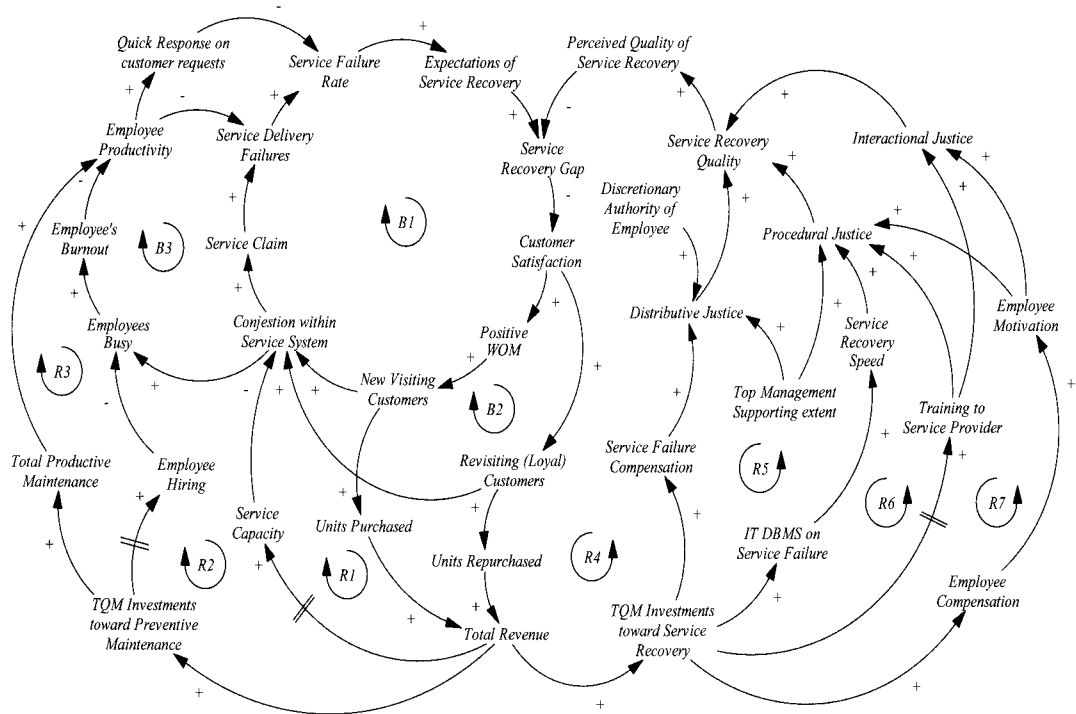 Quick Response on
customer requests
Service Failure
Rate
Expectations of
Service Recovery
Perceived Quality of
Service Recovery
Employee
Productivity
Service Delivery
Failures
Service
Recovery Gap
Service Recovery
Quality
Interactional Justice
Discretionary
Authority of
Employee
Employee's
Burnout
B3
Service Claim
B1
Customer
Satisfaction
Procedural Justice
Distributive Justice
Employees
Busy
Conjestion within
Service System
Positive
WOM
Service
Recovery
Speed
Employee
Motivation
R3
New Visiting
Customers
B2
Top Management
Supporting extent
Training to
Service Provider
Total Productive
Maintenance
Employee
Hiring
Revisiting (Loyal)
Customers
Service Failure
Compensation
R5
R6
R7
Service
Capacity
Units Purchased
IT DBMS on
Service Failure
R2
R1
Units Repurchased
R4
Employee
Compensation
TQM Investments
toward Preventive
Maintenance
Total Revenue
TQM Investments
toward Service
Recovery